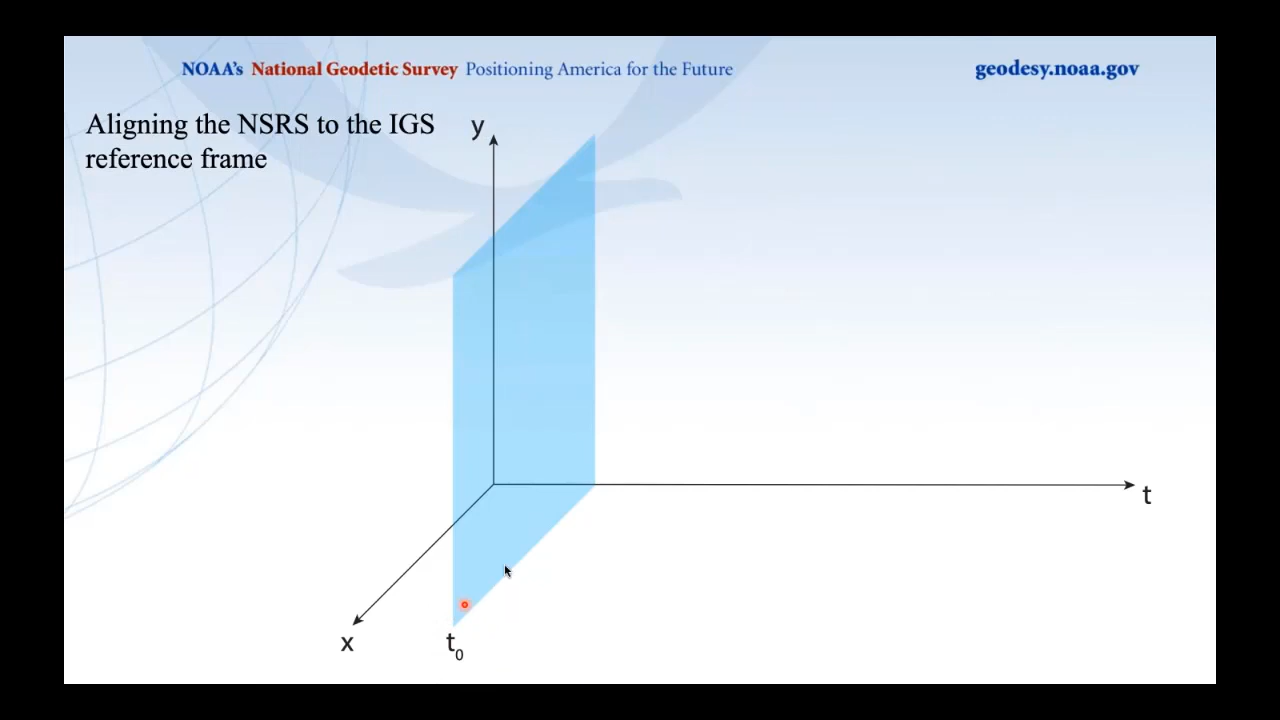 NOAA's National Geodetic Survey Positioning America for the Future
geodesy.noaa.gov
Aligning the NSRS to the IGS
reference frame
y
t
x
t0